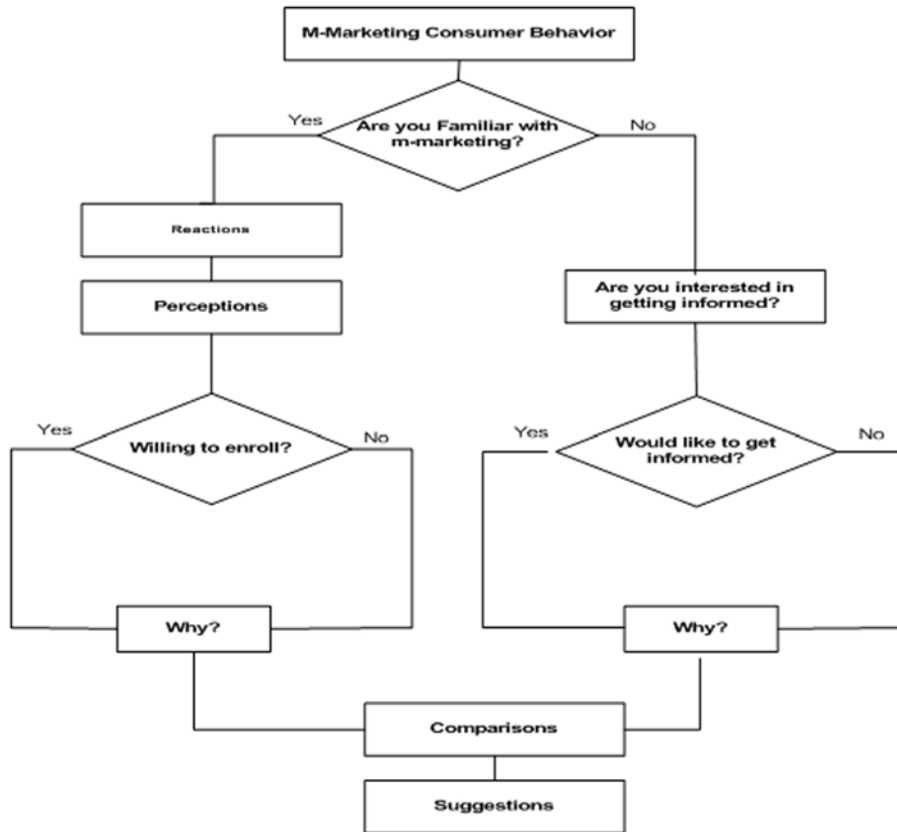 M-Marketing Consumer Behavior
Yes
Are you Familiar with
m-marketing?
No
Reactions
Perceptions
Are you interested in
getting informed?
Yes
Willing to enroll?
No
Yes
Would like to get
informed?
No
Why?
Why?
Comparisons
Suggestions